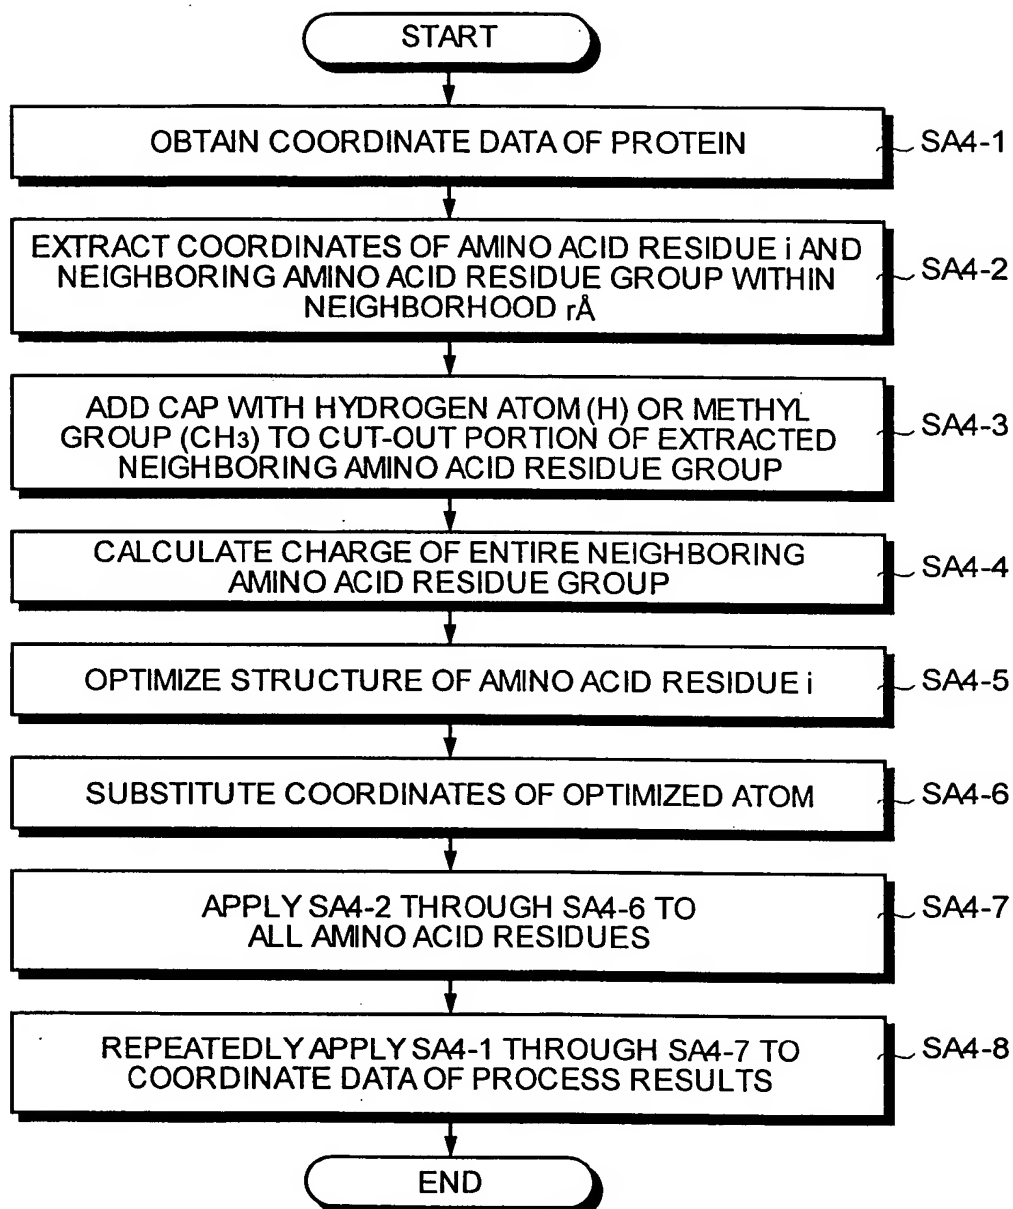 START
OBTAIN COORDINATE DATA OF PROTEIN
SA4-1
EXTRACT COORDINATES OF AMINO ACID RESIDUE i AND
NEIGHBORING AMINO ACID RESIDUE GROUP WITHIN
NEIGHBORHOOD rÅ
SA4-2
ADD CAP WITH HYDROGEN ATOM (H) OR METHYL
GROUP (CH3) TO CUT-OUT PORTION OF EXTRACTED
NEIGHBORING AMINO ACID RESIDUE GROUP
SA4-3
CALCULATE CHARGE OF ENTIRE NEIGHBORING
AMINO ACID RESIDUE GROUP
SA4-4
OPTIMIZE STRUCTURE OF AMINO ACID RESIDUE i
SA4-5
SUBSTITUTE COORDINATES OF OPTIMIZED ATOM
SA4-6
APPLY SA4-2 THROUGH SA4-6 TO
ALL AMINO ACID RESIDUES
SA4-7
REPEATEDLY APPLY SA4-1 THROUGH SA4-7 TO
COORDINATE DATA OF PROCESS RESULTS
SA4-8
END